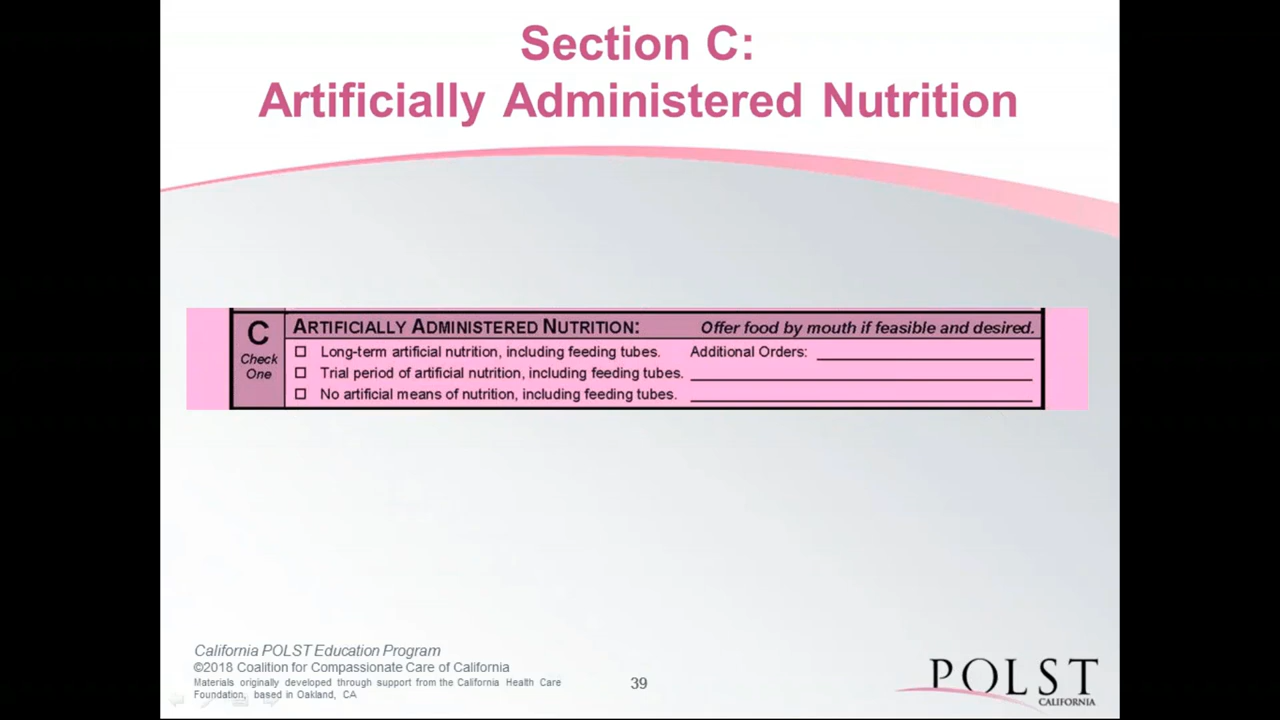 Section C:
Artificially Administered Nutrition
C
Check
One
ARTIFICIALLY ADMINISTERED NUTRITION: Offer food by mouth if feasible and desired.
☐ Long-term artificial nutrition, including feeding tubes. Additional Orders: ____________________
☐ Trial period of artificial nutrition, including feeding tubes. ____________________
☐ No artificial means of nutrition, including feeding tubes. ____________________
California POLST Education Program
©2018 Coalition for Compassionate Care of California
Materials originally developed through support from the California Health Care
Foundation, based in Oakland, CA
39
POLST
CALIFORNIA